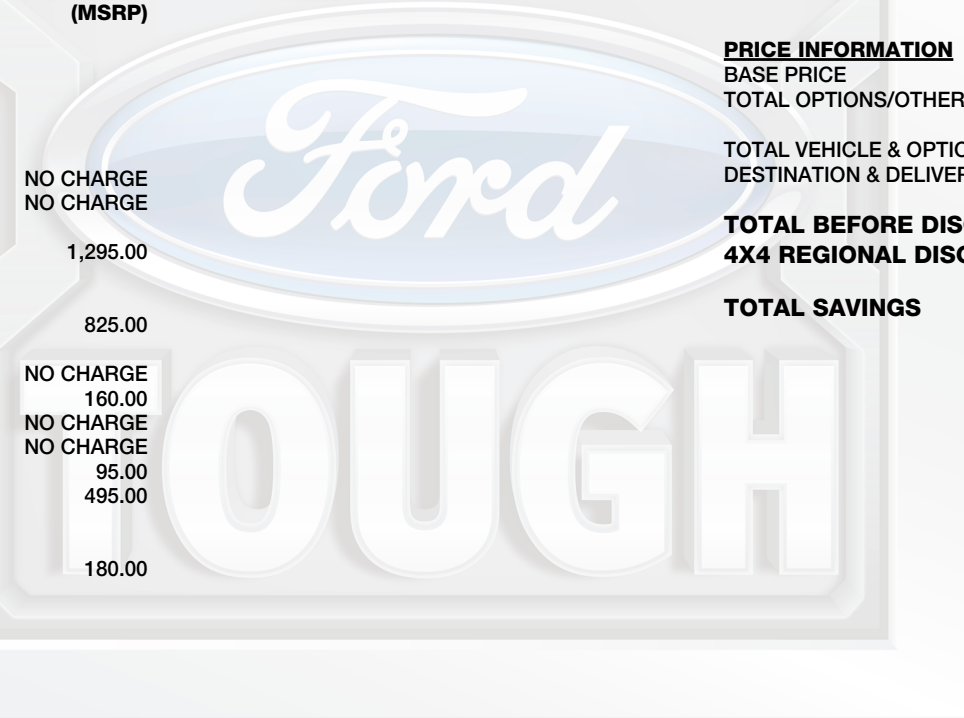 (MSRP)
NO CHARGE
NO CHARGE
1,295.00
825.00
NO CHARGE
160.00
NO CHARGE
NO CHARGE
95.00
495.00
180.00
PRICE INFORMATION
BASE PRICE
TOTAL OPTIONS/OTHER
TOTAL VEHICLE & OPTIO
DESTINATION & DELIVER
TOTAL BEFORE DISC
4X4 REGIONAL DISC
TOTAL SAVINGS
Ford
TOUGH